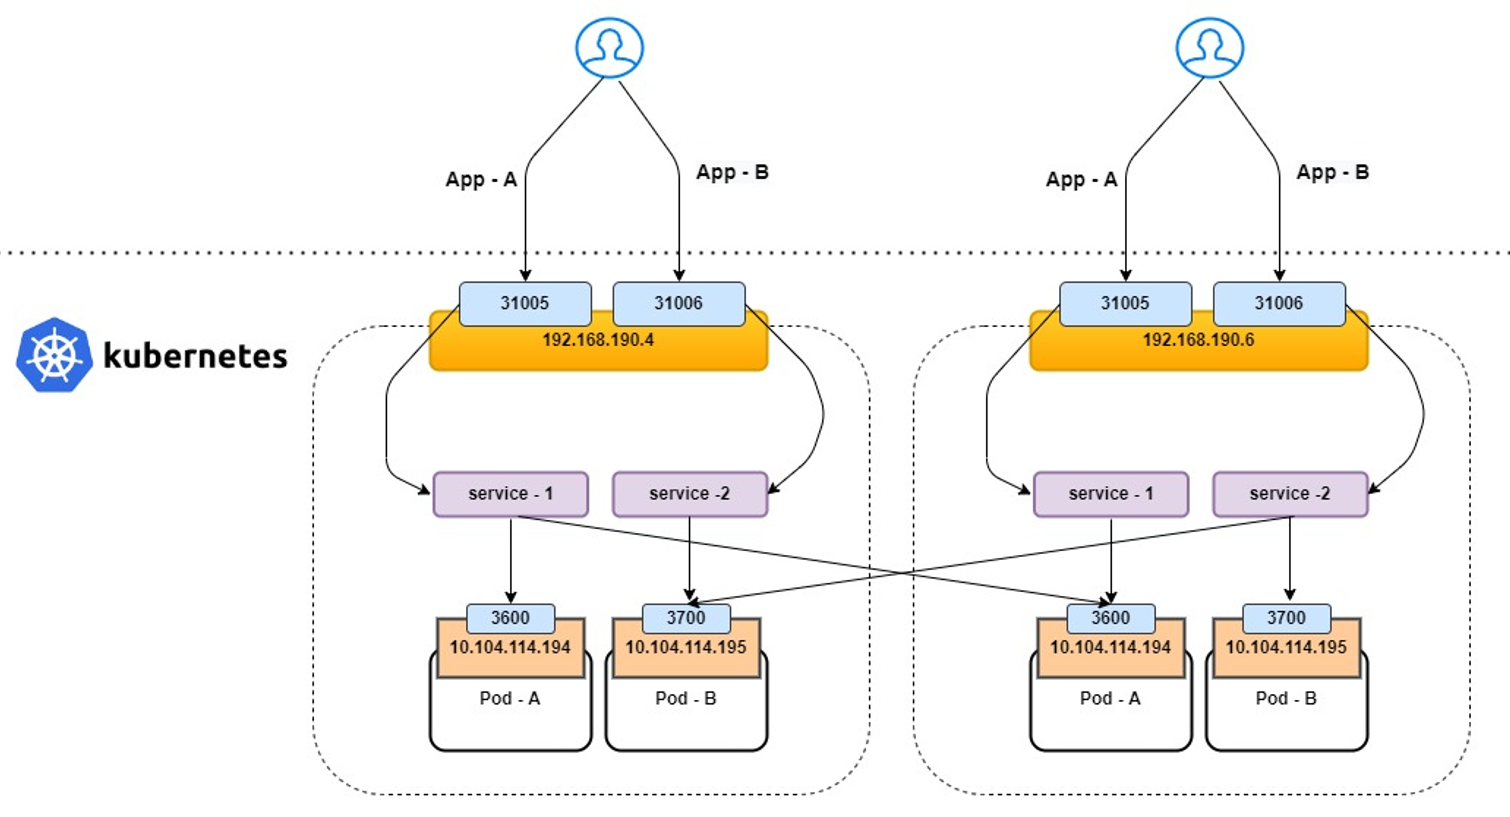 App - A
App - B
App - A
App - B
31005
31006
31005
31006
192.168.190.4
192.168.190.6
kubernetes
service - 1
service -2
service - 1
service -2
3600
3700
3600
3700
10.104.114.194
10.104.114.195
10.104.114.194
10.104.114.195
Pod - A
Pod - B
Pod - A
Pod - B